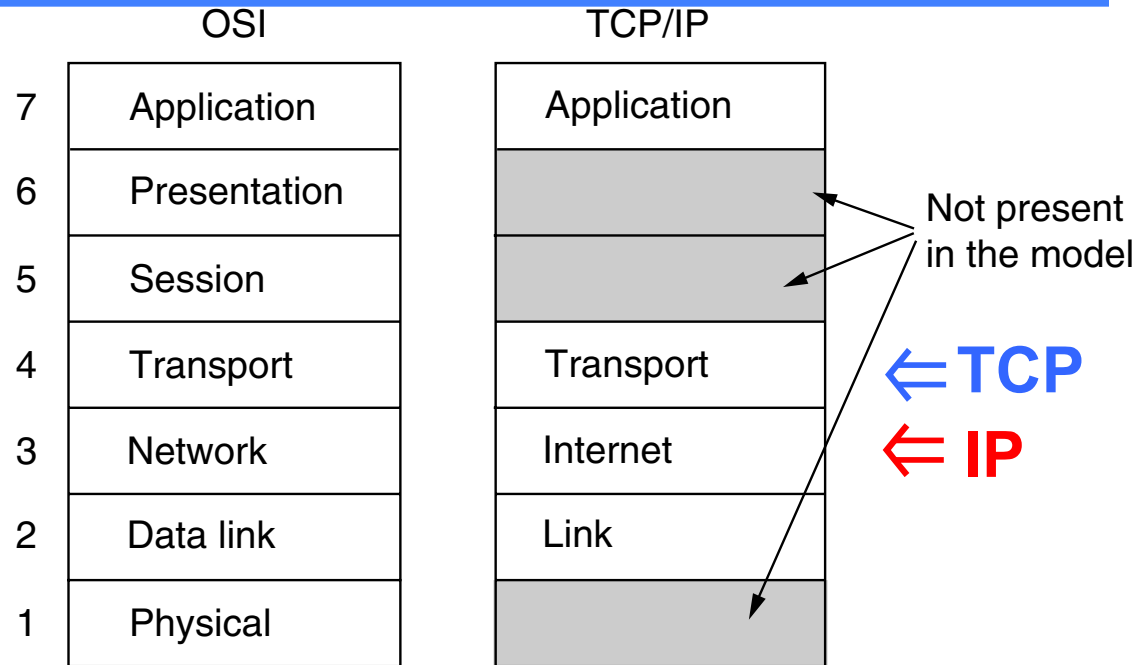 OSI TCP/IP
7 Application Application
6 Presentation
Not present
in the model
5 Session
4 Transport Transport ⇐ TCP
3 Network Internet ⇐ IP
2 Data link Link
1 Physical